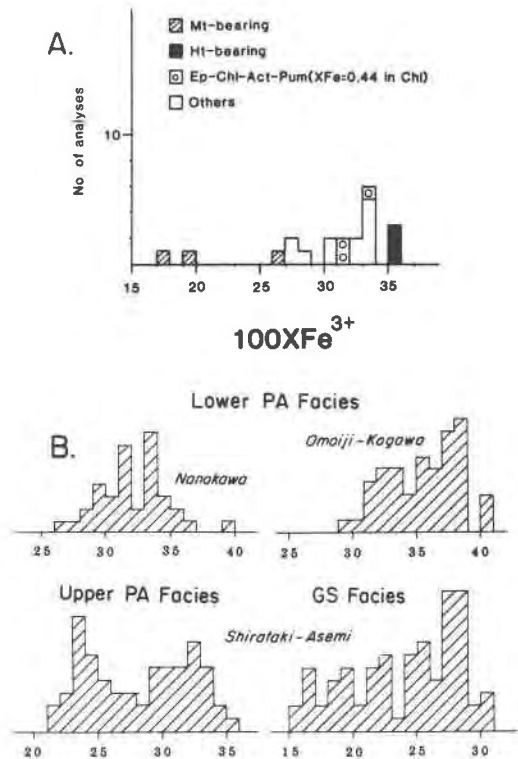 A.
Mt-bearing
Ht-bearing
Ep-Chl-Act-Pum(XFe=0.44 in Chl)
Others
No. of analyses
10
15 20 25 30 35
100XFe³⁺
Lower PA Facies
B.
Nanokawa
Omoiji-Kagawa
25 30 35 40
25 30 35 40
Upper PA Facies
GS Facies
Shirataki-Asemi
20 25 30 35
15 20 25 30